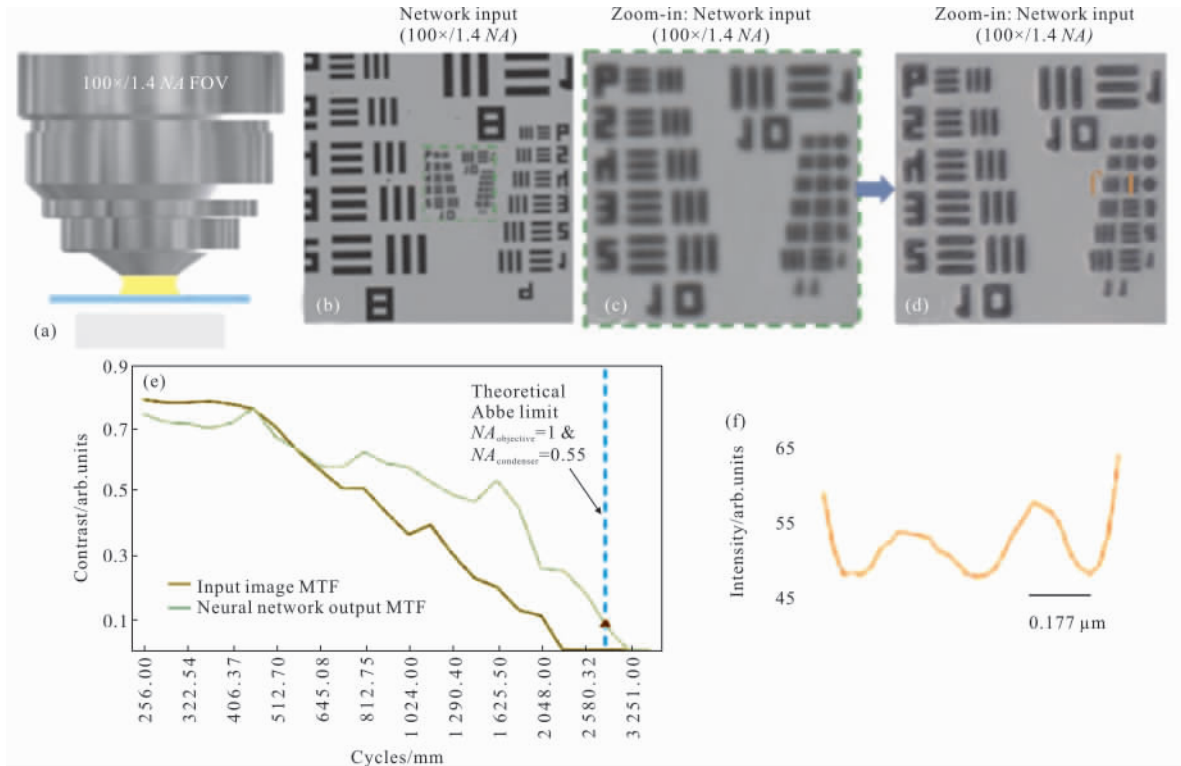 Network input
(100×/1.4 NA)
Zoom-in: Network input
(100×/1.4 NA)
Zoom-in: Network input
(100×/1.4 NA)
100×/1.4 NA FOV
(a)
(b)
(c)
(d)
(e)
0.9
0.7
0.5
0.3
0.1
Contrast/arb.units
Theoretical
Abbe limit
NAobjective=1 &
NAcondenser=0.55
Input image MTF
Neural network output MTF
256.00
322.54
406.37
512.70
645.08
812.75
1 024.00
1 290.40
1 625.50
2 048.00
2 580.32
3 251.00
Cycles/mm
(f)
65
55
45
Intensity/arb.units
0.177 μm